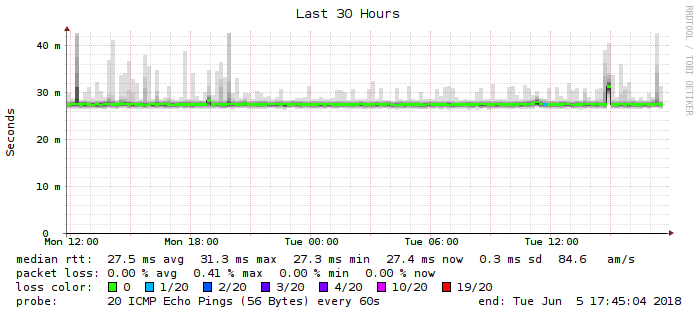 Last 30 Hours
RRDTOOL / TOBI OETIKER
Seconds
40 m
30 m
20 m
10 m
0
Mon 12:00 Mon 18:00 Tue 00:00 Tue 06:00 Tue 12:00
median rtt: 27.5 ms avg 31.3 ms max 27.3 ms min 27.4 ms now 0.3 ms sd 84.6 am/s
packet loss: 0.00 % avg 0.41 % max 0.00 % min 0.00 % now
loss color: 0 1/20 2/20 3/20 4/20 10/20 19/20
probe: 20 ICMP Echo Pings (56 Bytes) every 60s end: Tue Jun 5 17:45:04 2018